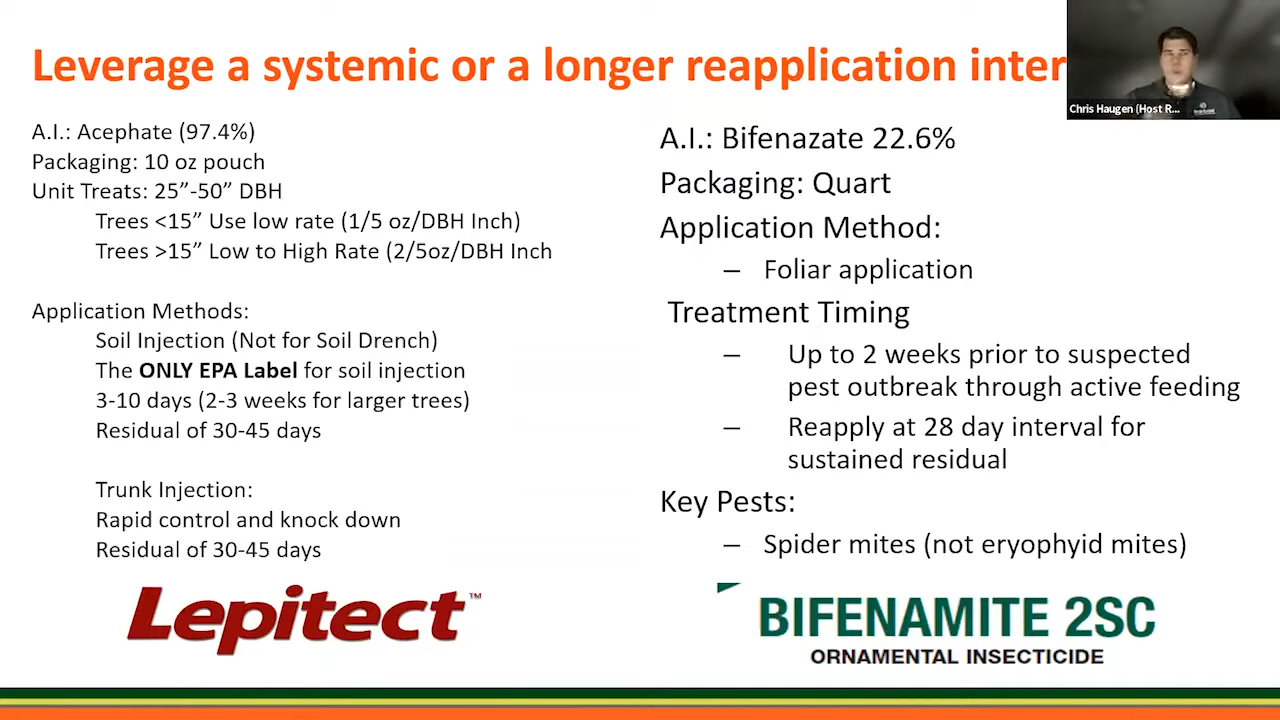 Leverage a systemic or a longer reapplication inter
Chris Haugen (Host R...
A.I.: Acephate (97.4%)
Packaging: 10 oz pouch
Unit Treats: 25”-50” DBH
Trees <15” Use low rate (1/5 oz/DBH Inch)
Trees >15” Low to High Rate (2/5oz/DBH Inch
Application Methods:
Soil Injection (Not for Soil Drench)
The ONLY EPA Label for soil injection
3-10 days (2-3 weeks for larger trees)
Residual of 30-45 days
Trunk Injection:
Rapid control and knock down
Residual of 30-45 days
Lepitect™
A.I.: Bifenazate 22.6%
Packaging: Quart
Application Method:
– Foliar application
Treatment Timing
– Up to 2 weeks prior to suspected
pest outbreak through active feeding
– Reapply at 28 day interval for
sustained residual
Key Pests:
– Spider mites (not eryophyid mites)
BIFENAMITE 2SC
ORNAMENTAL INSECTICIDE